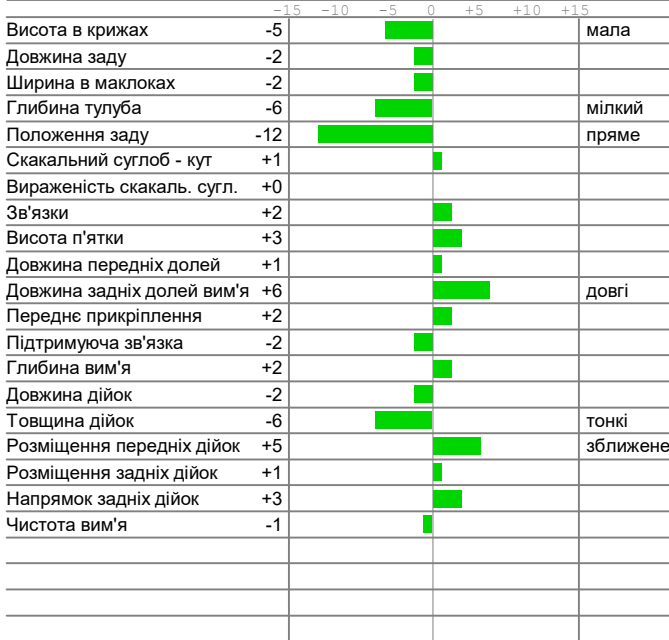 -15 -10 -5 0 +5 +10 +15
Висота в крижах -5 мала
Довжина заду -2
Ширина в маклоках -2
Глибина тулуба -6 мілкий
Положення заду -12 пряме
Скакальний суглоб - кут +1
Вираженість скакаль. сугл. +0
Зв'язки +2
Висота п'ятки +3
Довжина передніх долей +1
Довжина задніх долей вим'я +6 довгі
Переднє прикріплення +2
Підтримуюча зв'язка -2
Глибина вим'я +2
Довжина дійок -2
Товщина дійок -6 тонкі
Розміщення передніх дійок +5 зближене
Розміщення задніх дійок +1
Напрямок задніх дійок +3
Чистота вим'я -1